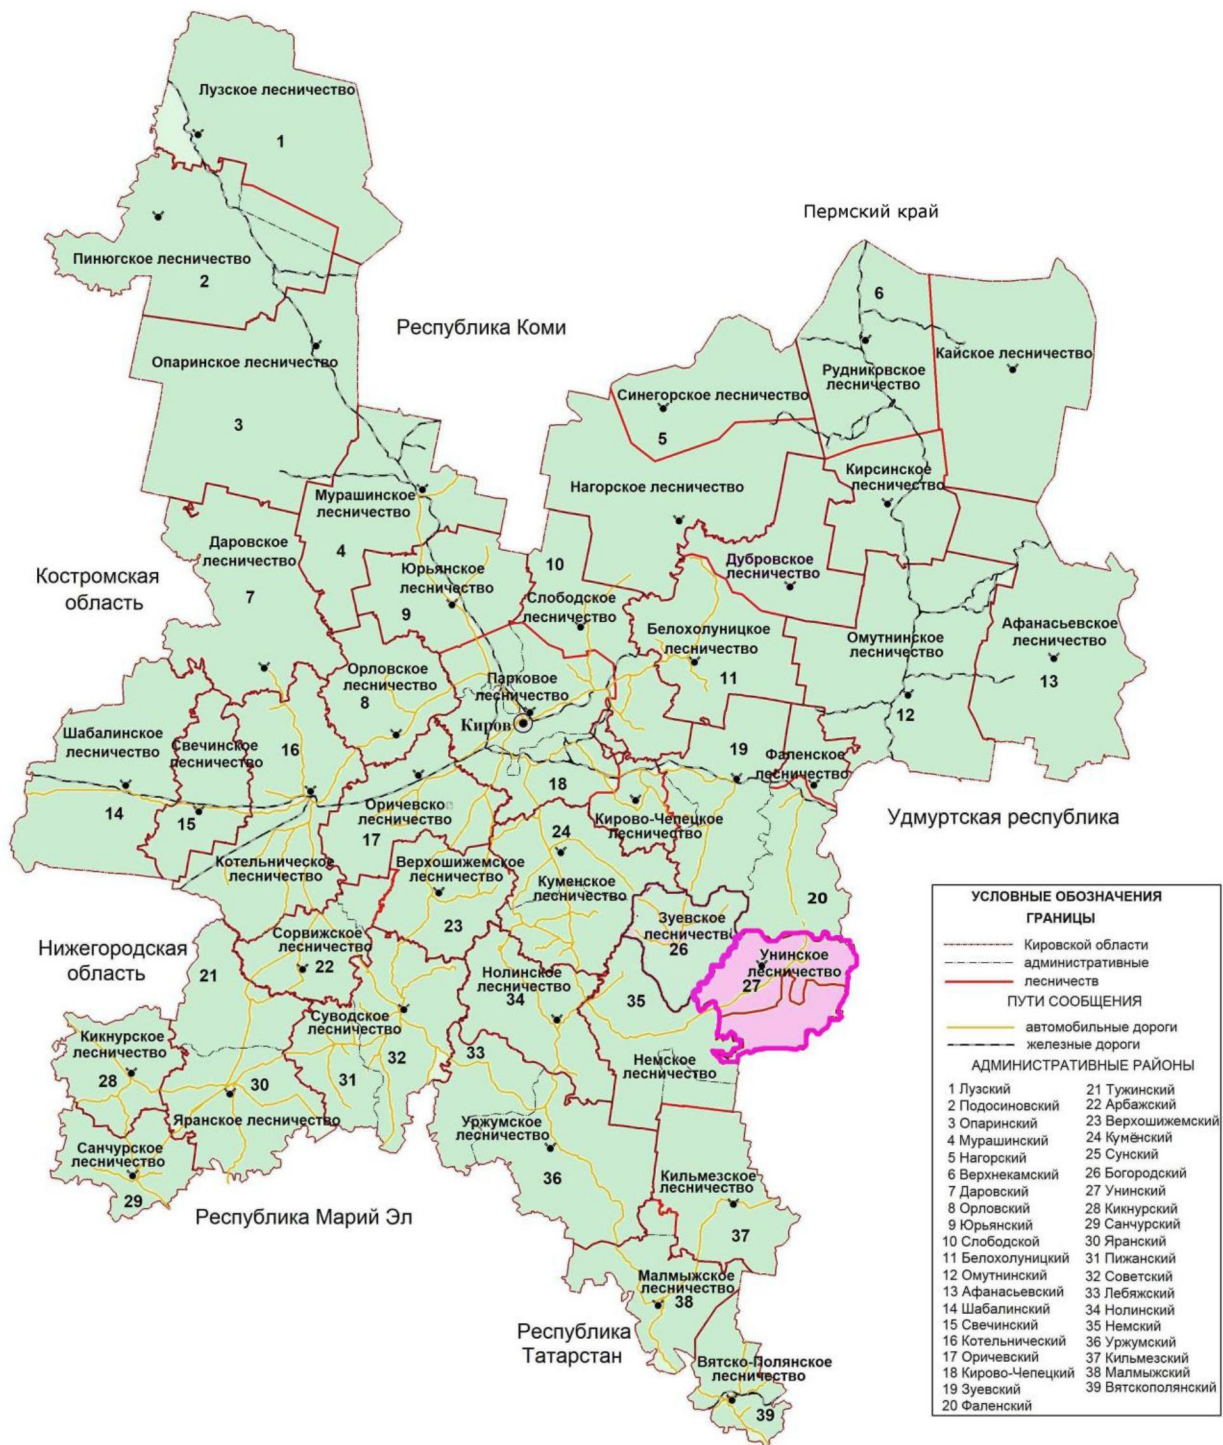 Лузское лесничество
1
Пермский край
Пинюгское лесничество
2
6
Республика Коми
Опаринское лесничество
Рудниковское
лесничество
Кайское лесничество
Синегорское лесничество
3
5
Кирсинское
лесничество
Нагорское лесничество
Мурашинское
лесничество
4
Даровское
лесничество
7
Костромская
область
10
Юрьянское
лесничество
9
Слободское
лесничество
Дубровское
лесничество
Белохолуницкое
лесничество
11
Омутнинское
лесничество
12
Афанасьевское
лесничество
13
Орловское
лесничество
8
Парковое
лесничество
Киров
Шабалинское
лесничество
14
Свечинское
лесничество
15
16
19
Фаленское
лесничество
18
Удмуртская республика
Оричевско
лесничество
17
Кирово-Чепецкое
лесничество
24
Котельническое
лесничество
Верхошижемское
лесничество
23
Куменское
лесничество
20
Зуевское
лесничество
26
Нижегородская
область
21
Сорвижское
лесничество
22
Унинское
лесничество
27
Нолинское
лесничество
34
35
Суводское
лесничество
32
Кикнурское
лесничество
28
33
Немское
лесничество
30
31
Яранское лесничество
Уржумское
лесничество
36
Санчурское
лесничество
29
Кильмезское
лесничество
37
Республика Марий Эл
Малмыжское
лесничество
38
Республика
Татарстан
Вятско-Полянское
лесничество
39
УСЛОВНЫЕ ОБОЗНАЧЕНИЯ
ГРАНИЦЫ
Кировской области
административные
лесничеств
ПУТИ СООБЩЕНИЯ
автомобильные дороги
железные дороги
АДМИНИСТРАТИВНЫЕ РАЙОНЫ
1 Лузский
2 Подосиновский
3 Опаринский
4 Мурашинский
5 Нагорский
6 Верхнекамский
7 Даровский
8 Орловский
9 Юрьянский
10 Слободской
11 Белохолуницкий
12 Омутнинский
13 Афанасьевский
14 Шабалинский
15 Свечинский
16 Котельнический
17 Оричевский
18 Кирово-Чепецкий
19 Зуевский
20 Фаленский
21 Тужинский
22 Арбажский
23 Верхошижемский
24 Кумёнский
25 Сунский
26 Богородский
27 Унинский
28 Кикнурский
29 Санчурский
30 Яранский
31 Пижанский
32 Советский
33 Лебяжский
34 Нолинский
35 Немский
36 Уржумский
37 Кильмезский
38 Малмыжский
39 Вятскополянский